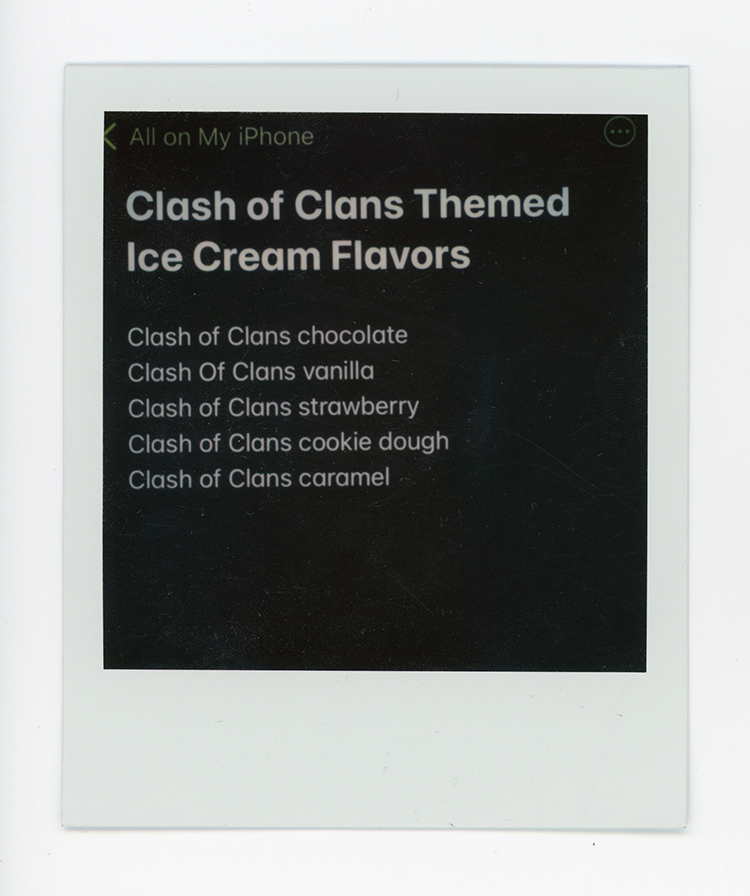 All on My iPhone
Clash of Clans Themed
Ice Cream Flavors
Clash of Clans chocolate
Clash Of Clans vanilla
Clash of Clans strawberry
Clash of Clans cookie dough
Clash of Clans caramel